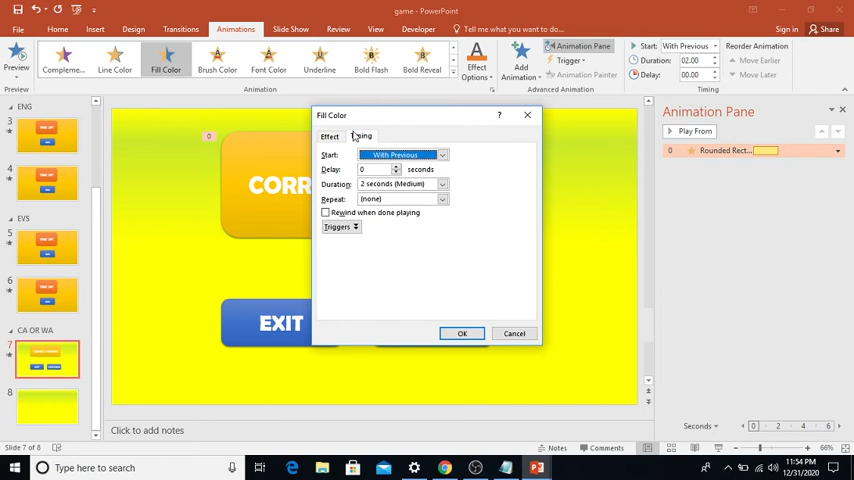 game - PowerPoint
File Home Insert Design Transitions Animations Slide Show Review View Developer Tell me what you want to do... Sign in Share
Preview
Compleme... Line Color Fill Color Brush Color Font Color Underline Bold Flash Bold Reveal
Effect Options
Add Animation
Animation Pane
Trigger
Animation Painter
Start: With Previous
Duration: 02.00
Delay: 00.00
Reorder Animation
Move Earlier
Move Later
Preview Animation Advanced Animation Timing
ENG
3
4
EVS
5
6
CA OR WA
7
8
0
CORR
EXIT
Fill Color ?
Effect
Start: With Previous
Delay: 0 seconds
Duration: 2 seconds (Medium)
Repeat: (none)
Rewind when done playing
Triggers
OK Cancel
Animation Pane
Play From
0 Rounded Rect...
Seconds 0 2 4 6
Click to add notes
Slide 7 of 8 Notes Comments 66%
Type here to search
11:54 PM
12/31/2020